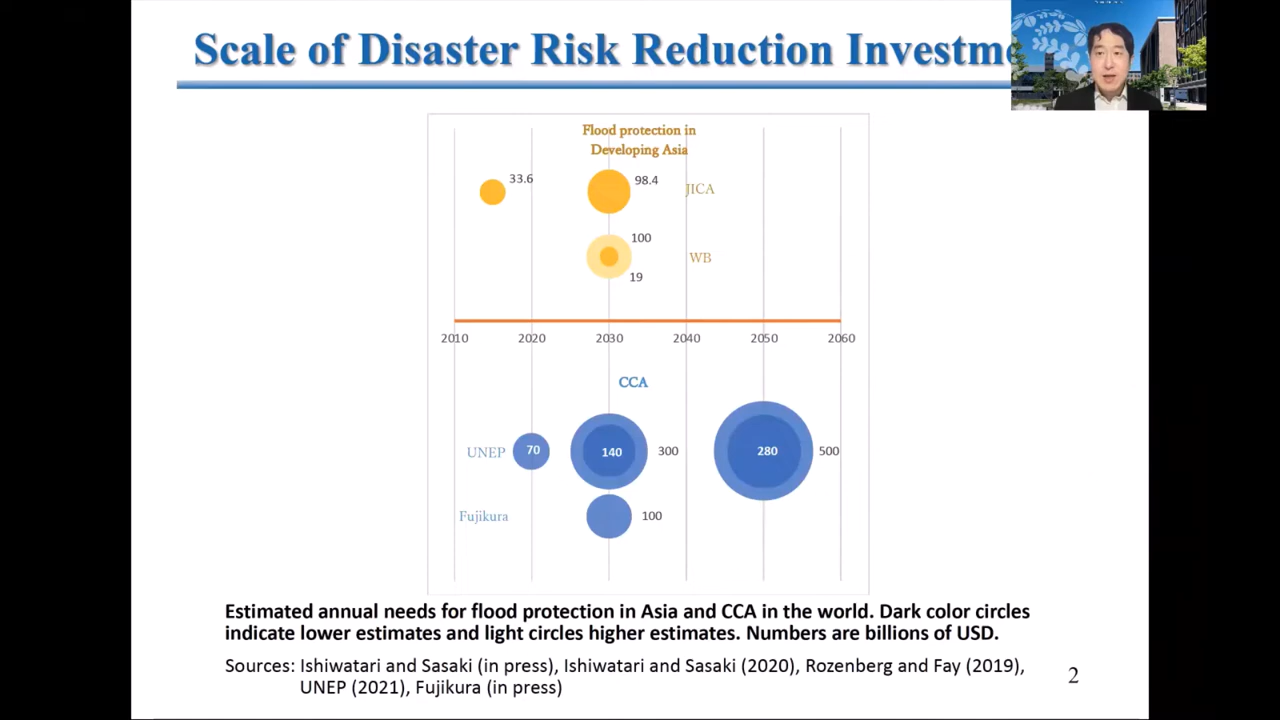 Scale of Disaster Risk Reduction Investme
Flood protection in
Developing Asia
33.6
98.4
JICA
100
WB
19
2010 2020 2030 2040 2050 2060
CCA
UNEP 70 140 300 280 500
Fujikura 100
Estimated annual needs for flood protection in Asia and CCA in the world. Dark color circles
indicate lower estimates and light circles higher estimates. Numbers are billions of USD.
Sources: Ishiwatari and Sasaki (in press), Ishiwatari and Sasaki (2020), Rozenberg and Fay (2019),
UNEP (2021), Fujikura (in press)
2